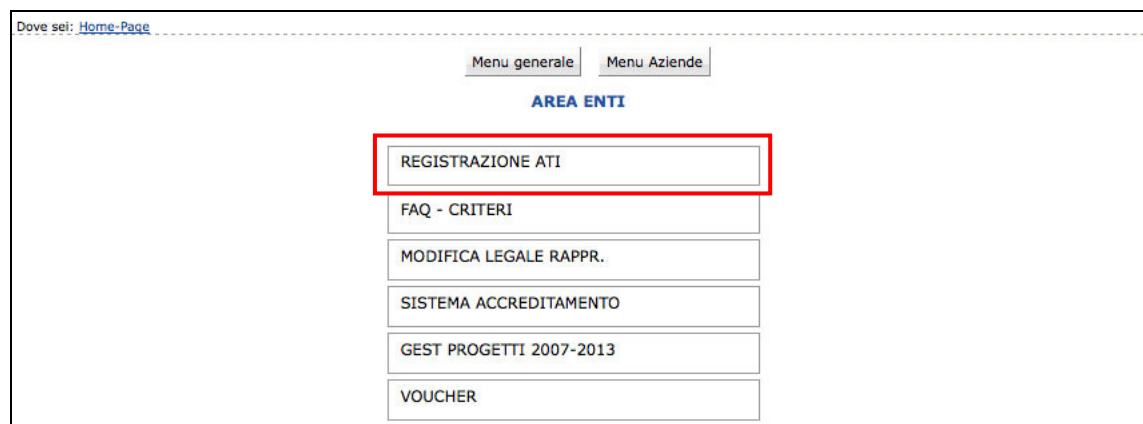 Dove sei: Home-Page
Menu generale Menu Aziende
AREA ENTI
REGISTRAZIONE ATI
FAQ - CRITERI
MODIFICA LEGALE RAPPR.
SISTEMA ACCREDITAMENTO
GEST PROGETTI 2007-2013
VOUCHER